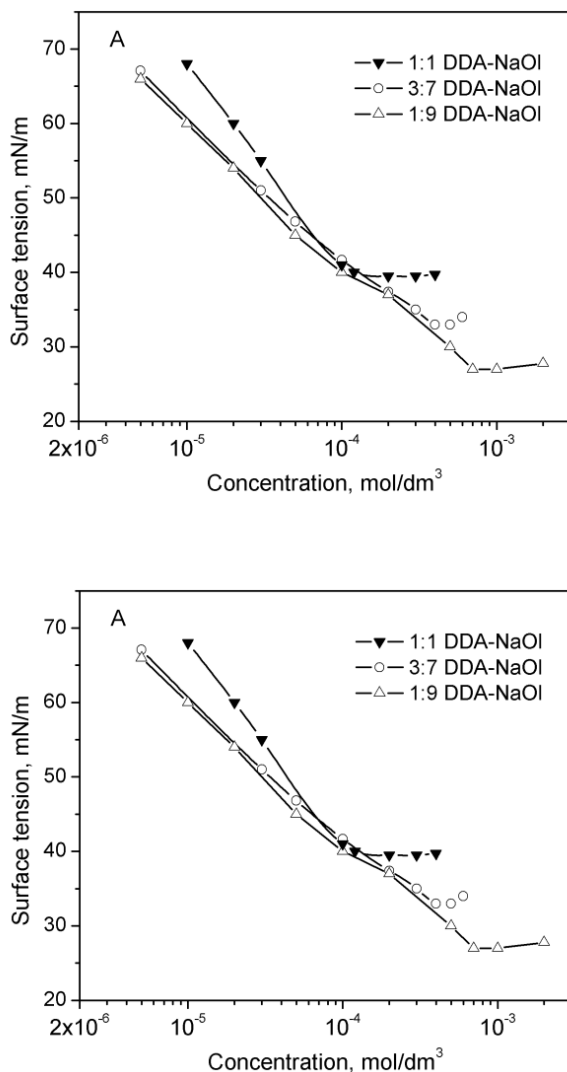 A
1:1 DDA-NaOl
3:7 DDA-NaOl
1:9 DDA-NaOl
70
60
50
40
30
20
Surface tension, mN/m
2x10⁻⁶ 10⁻⁵ 10⁻⁴ 10⁻³
Concentration, mol/dm³
A
1:1 DDA-NaOl
3:7 DDA-NaOl
1:9 DDA-NaOl
70
60
50
40
30
20
Surface tension, mN/m
2x10⁻⁶ 10⁻⁵ 10⁻⁴ 10⁻³
Concentration, mol/dm³